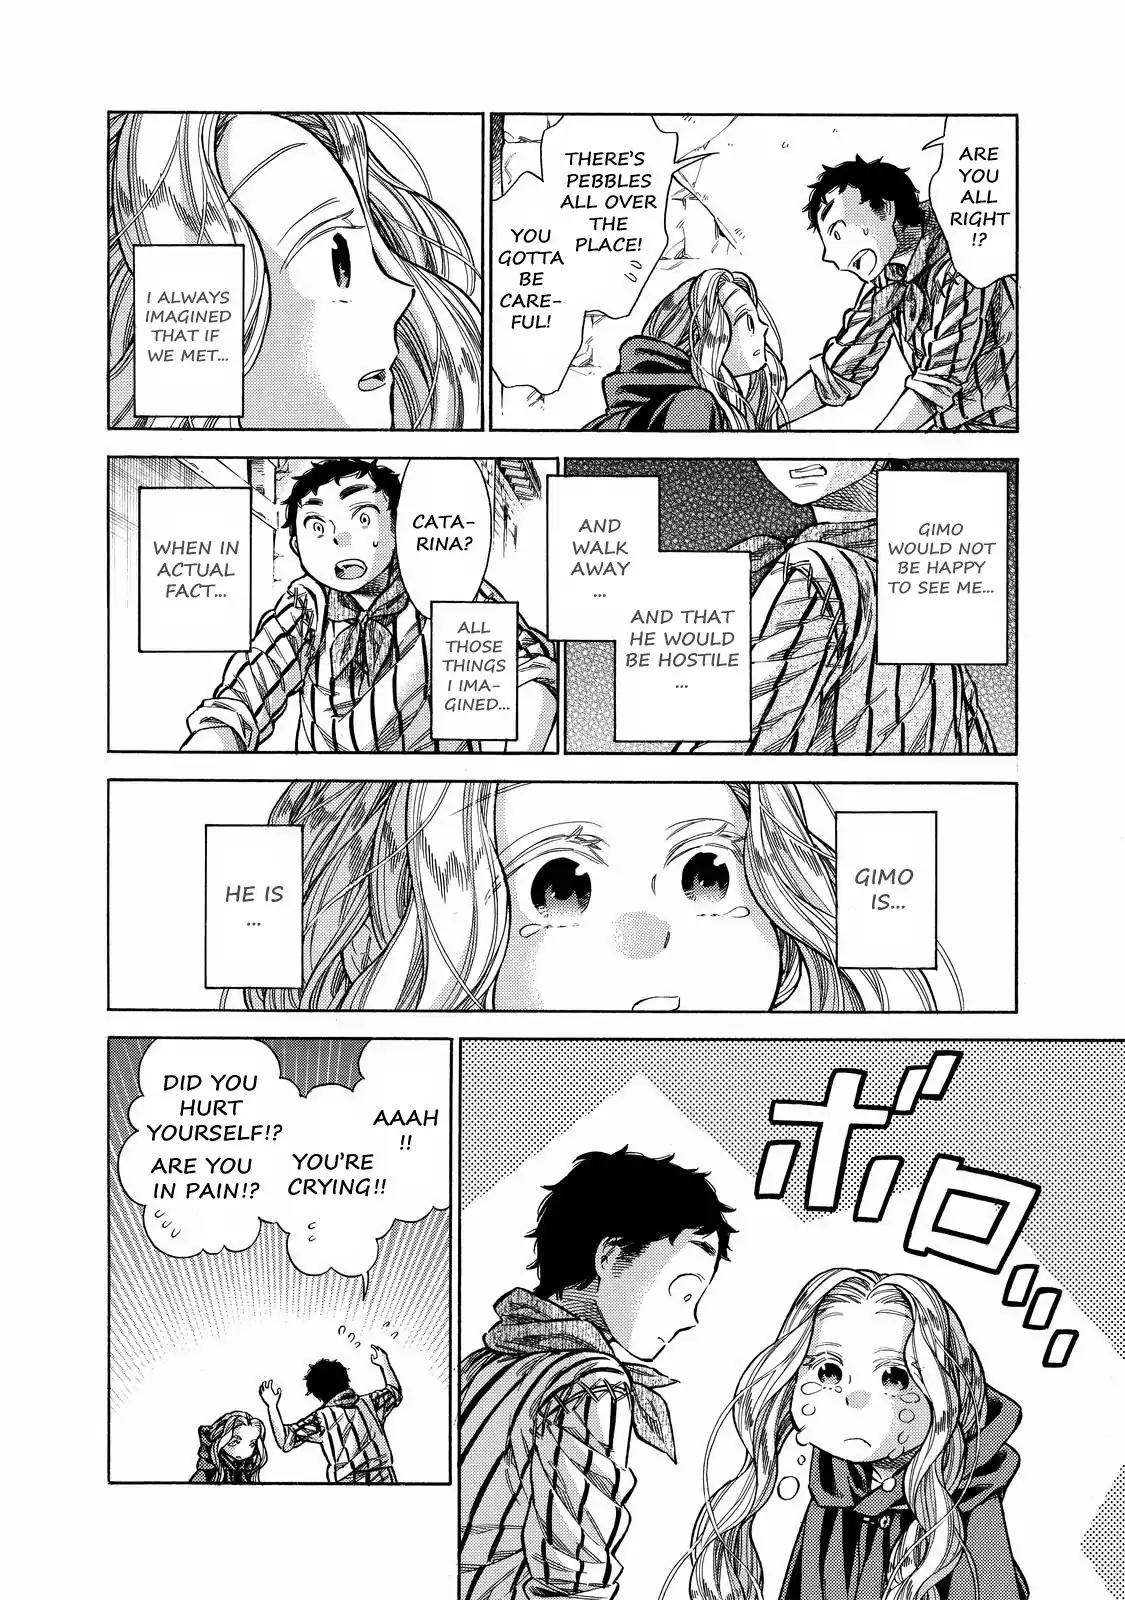 ARE
YOU
ALL
RIGHT
!?
THERE'S
PEBBLES
ALL OVER
THE
PLACE!
YOU
GOTTA
BE
CARE-
FUL!
I ALWAYS
IMAGINED
THAT IF
WE MET...
GIMO
WOULD NOT
BE HAPPY
TO SEE ME...
AND THAT
HE WOULD
BE HOSTILE
...
AND
WALK
AWAY
...
CATA-
RINA?
ALL
THOSE
THINGS
I IMA-
GINED...
WHEN IN
ACTUAL
FACT...
GIMO
IS...
HE IS
...
ボロッ
AAAH
!!
YOU'RE
CRYING!!
DID YOU
HURT
YOURSELF!?
ARE YOU
IN PAIN!?